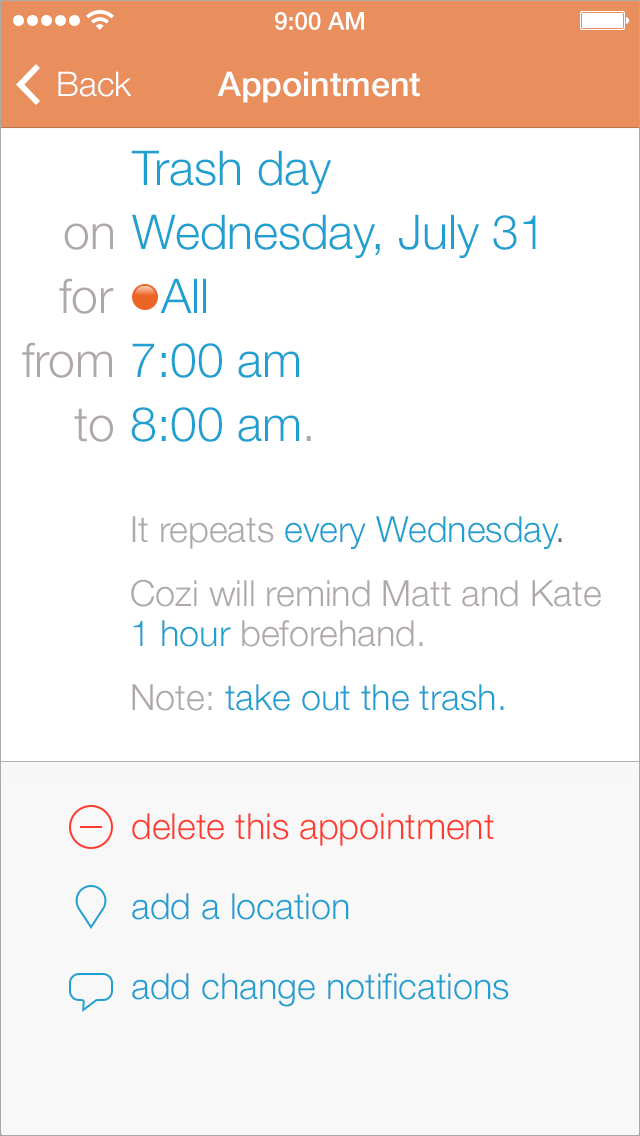 9:00 AM
Back Appointment
Trash day
on Wednesday, July 31
for All
from 7:00 am
to 8:00 am.
It repeats every Wednesday.
Cozi will remind Matt and Kate
1 hour beforehand.
Note: take out the trash.
delete this appointment
add a location
add change notifications